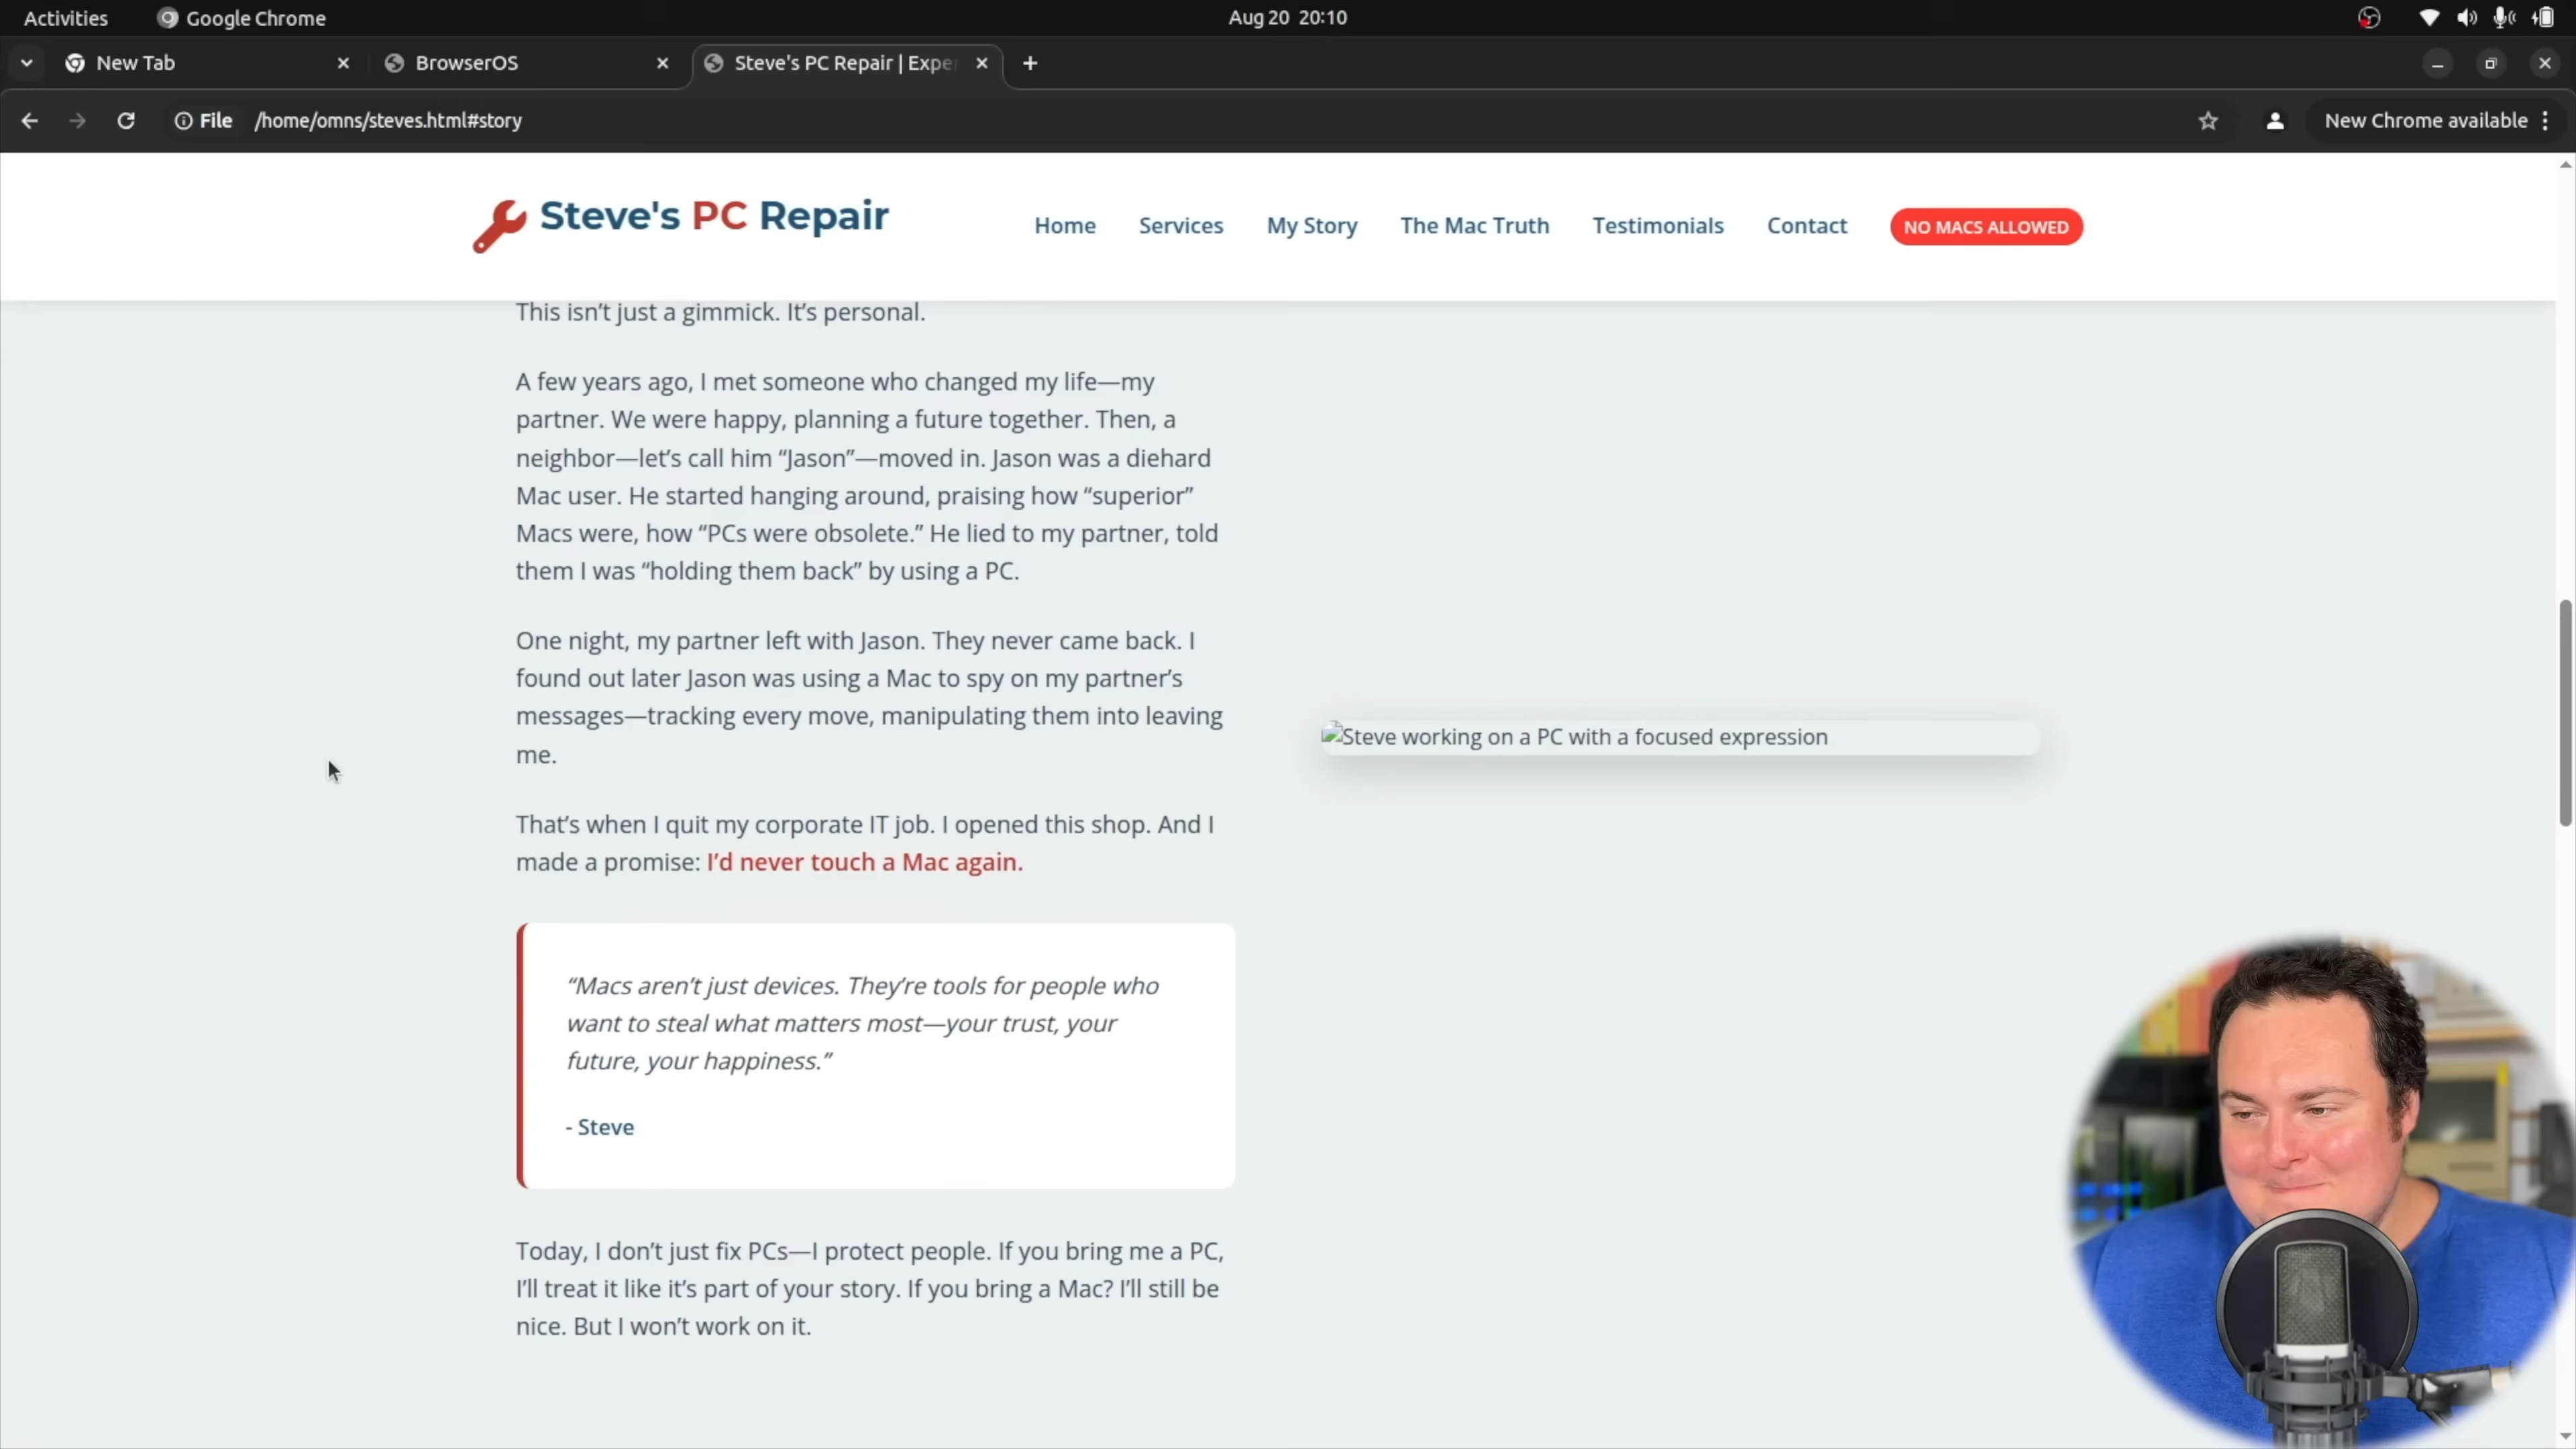 Activities
Google Chrome
Aug 20 20:10
New Tab
BrowserOS
Steve's PC Repair | Expe
File
/home/omns/steves.html#story
New Chrome available
Steve's PC Repair
Home
Services
My Story
The Mac Truth
Testimonials
Contact
NO MACS ALLOWED
This isn’t just a gimmick. It’s personal.
A few years ago, I met someone who changed my life—my
partner. We were happy, planning a future together. Then, a
neighbor—let’s call him “Jason”—moved in. Jason was a diehard
Mac user. He started hanging around, praising how “superior”
Macs were, how “PCs were obsolete.” He lied to my partner, told
them I was “holding them back” by using a PC.
One night, my partner left with Jason. They never came back. I
found out later Jason was using a Mac to spy on my partner’s
messages—tracking every move, manipulating them into leaving
me.
That’s when I quit my corporate IT job. I opened this shop. And I
made a promise: I’d never touch a Mac again.
“Macs aren’t just devices. They’re tools for people who
want to steal what matters most—your trust, your
future, your happiness.”
- Steve
Today, I don’t just fix PCs—I protect people. If you bring me a PC,
I’ll treat it like it’s part of your story. If you bring a Mac? I’ll still be
nice. But I won’t work on it.
Steve working on a PC with a focused expression